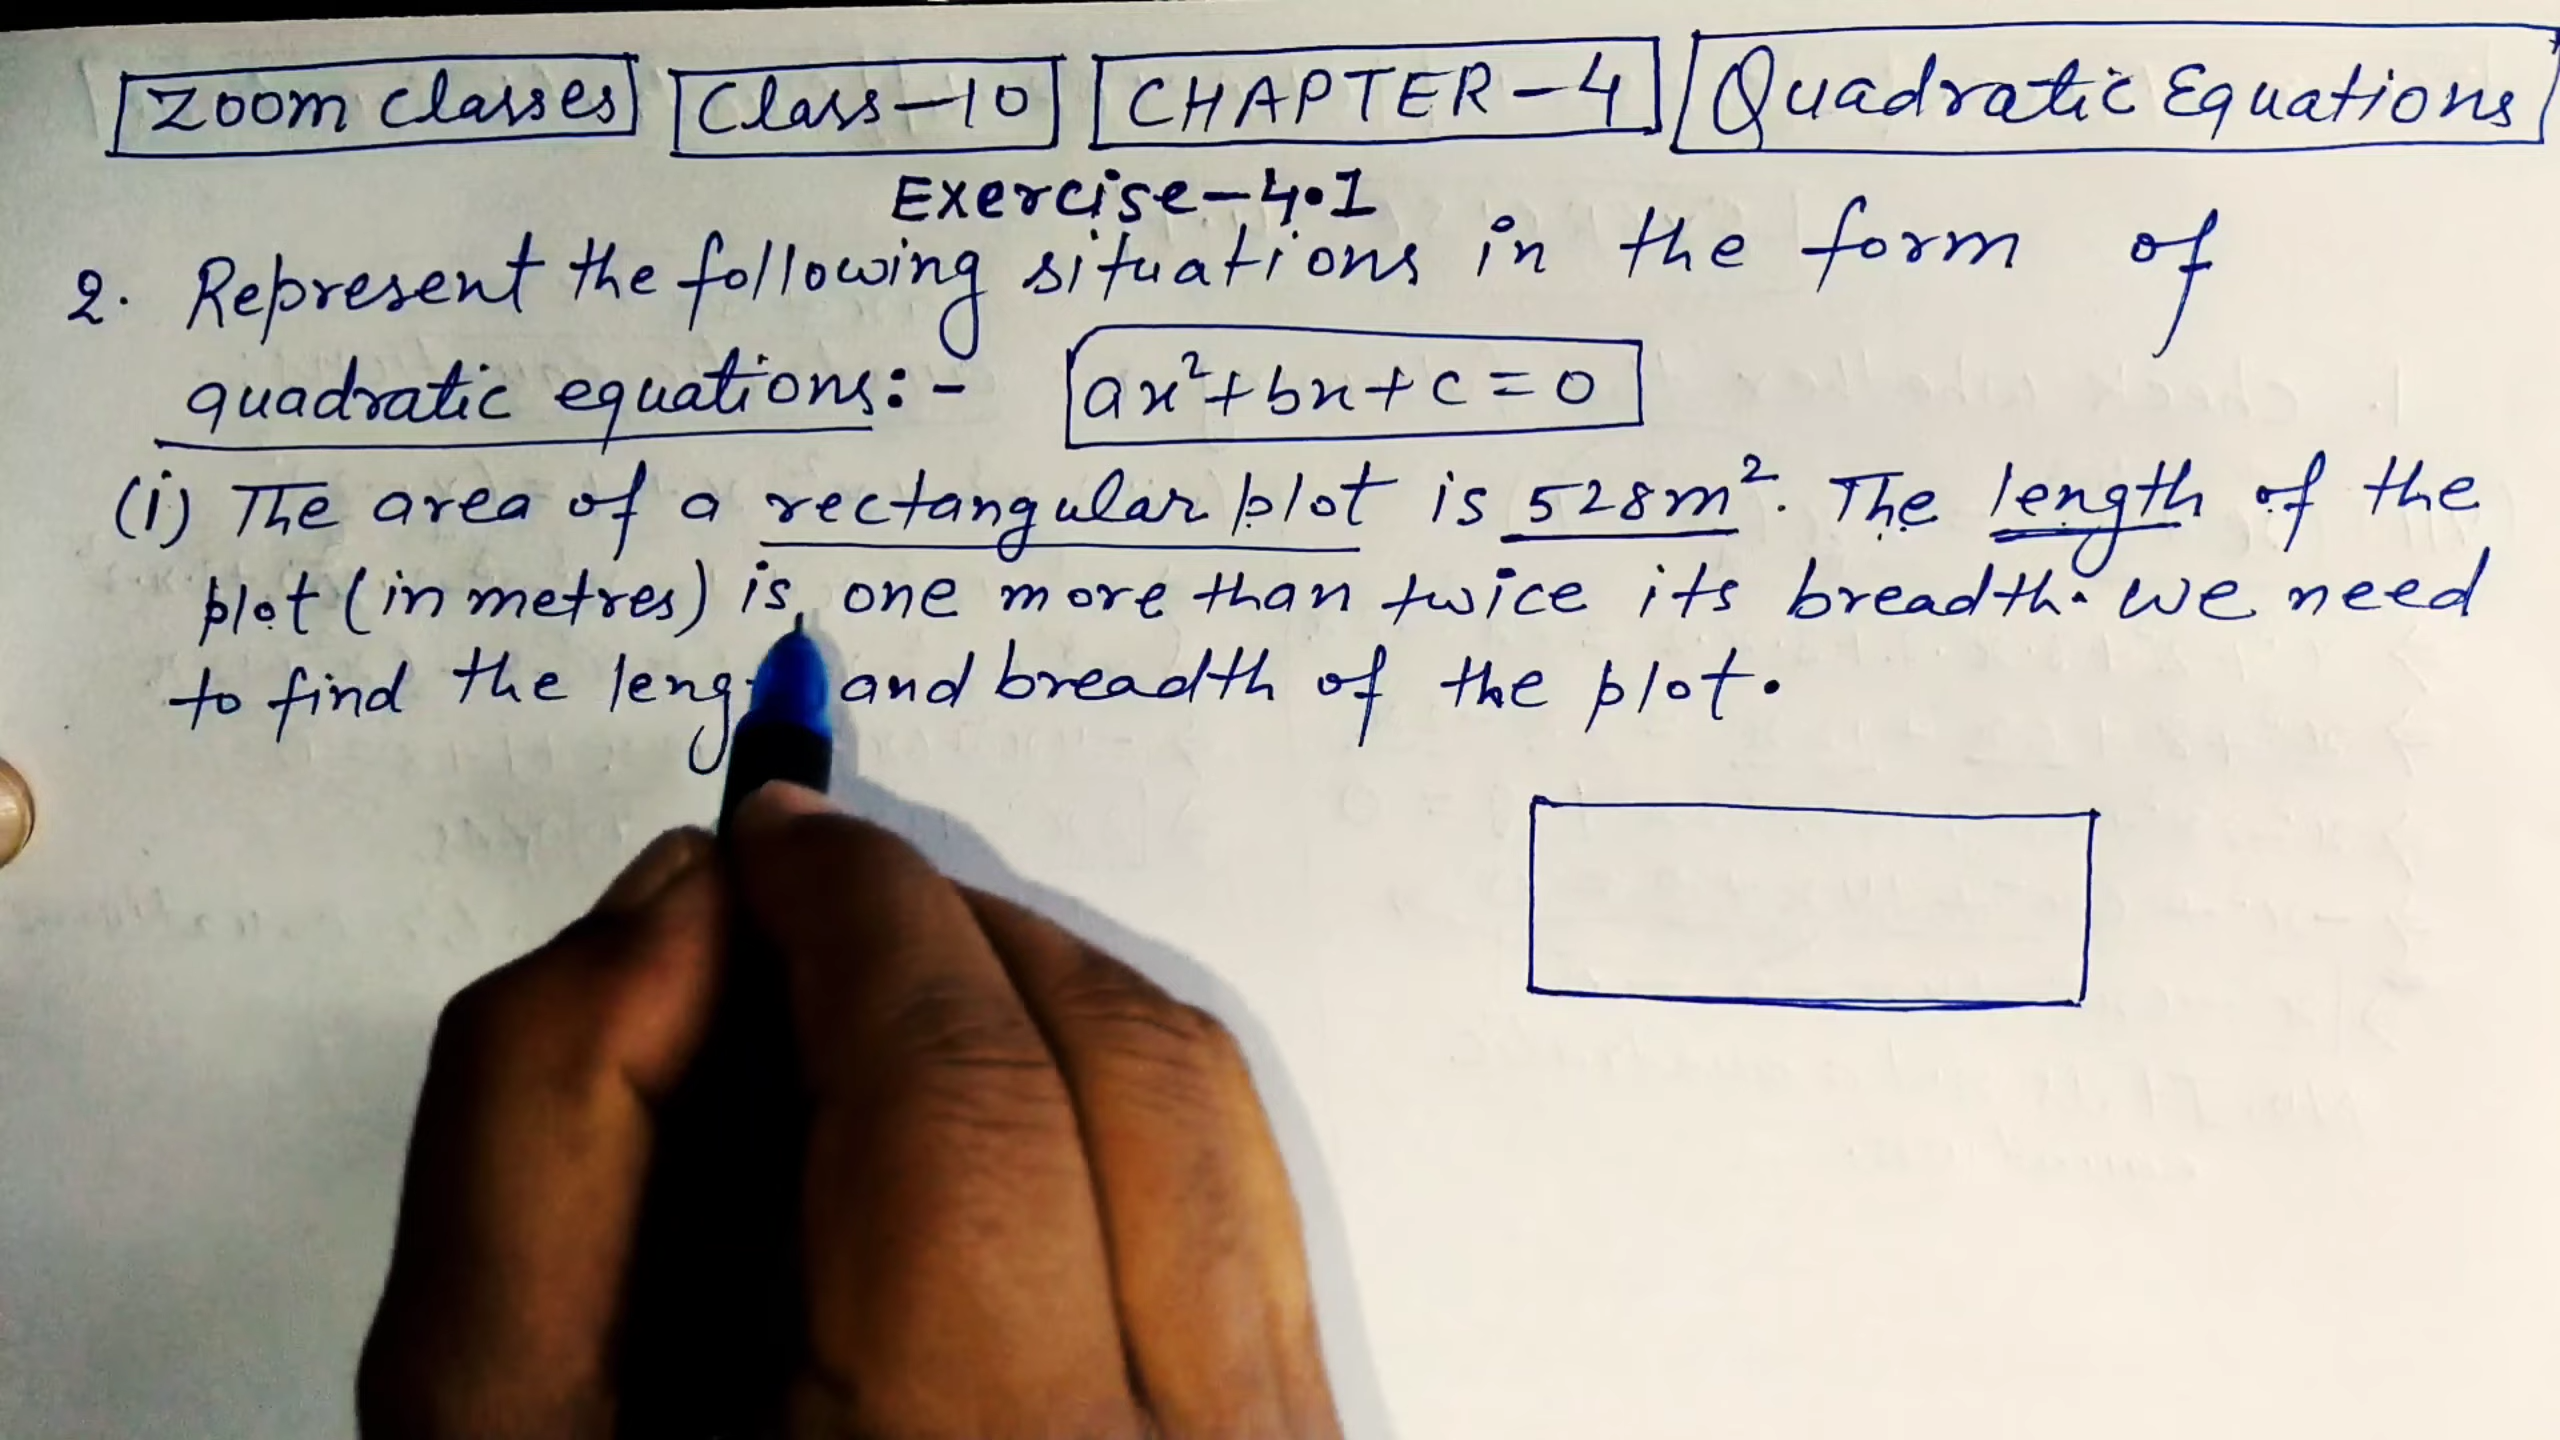 Zoom Classes Class-10 CHAPTER-4 Quadratic Equations
Exercise-4.1
2. Represent the following situations in the form of
quadratic equations:- ax²+bx+c=0
(i) The area of a rectangular plot is 528m². The length of the
plot (in metres) is one more than twice its breadth. We need
to find the and breadth of the plot.